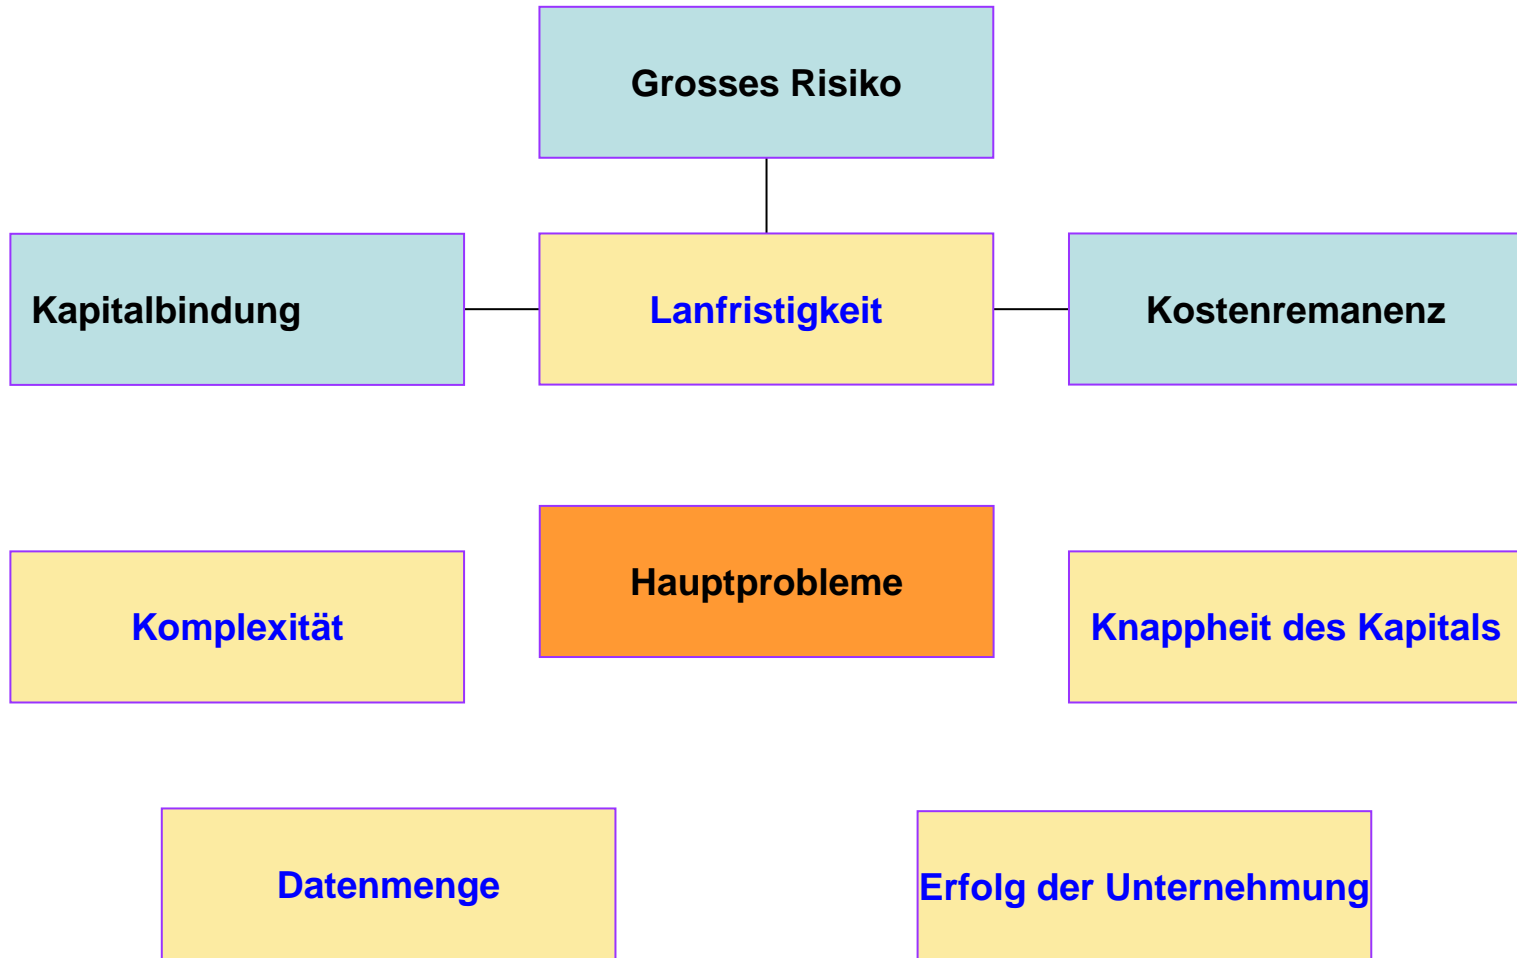 Grosses Risiko
Kapitalbindung
Lanfristigkeit
Kostenremanenz
Hauptprobleme
Komplexität
Knappheit des Kapitals
Datenmenge
Erfolg der Unternehmung